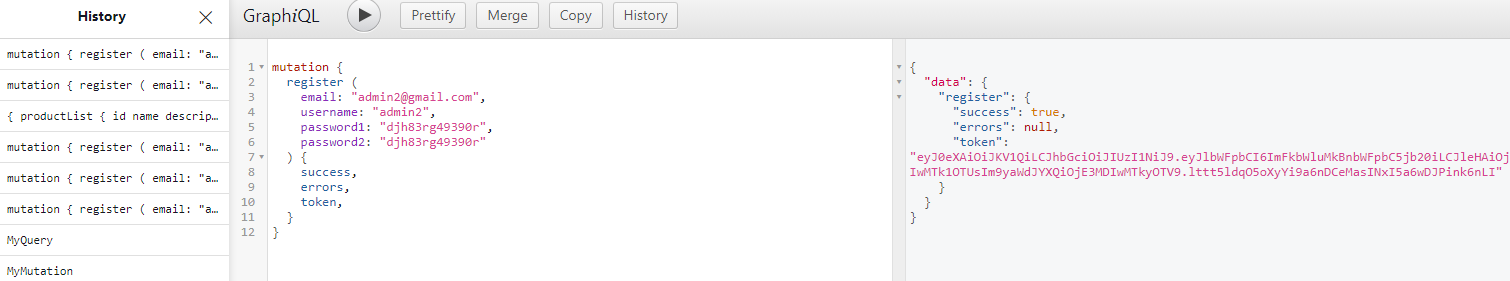 History
GraphiQL
Prettify
Merge
Copy
History
mutation { register ( email: "a…
mutation { register ( email: "a…
{ productList { id name descrip…
mutation { register ( email: "a…
mutation { register ( email: "a…
mutation { register ( email: "a…
MyQuery
MyMutation
1 mutation {
2 register (
3 email: "admin2@gmail.com",
4 username: "admin2",
5 password1: "djh83rg49390r",
6 password2: "djh83rg49390r"
7 ) {
8 success,
9 errors,
10 token,
11 }
12 }
{
"data": {
"register": {
"success": true,
"errors": null,
"token":
"eyJ0eXAiOiJKV1QiLCJhbGciOiJIUzI1NiJ9.eyJlbWFpbCI6ImFkbWluMkBnbWFpbC5jb20iLCJleHAiOj
IwMTk1OTUsIm9yaWdJYXQiOjE3MDIwMTkyOTV9.lttt5ldqO5oXyYi9a6nDCeMasINxI5a6wDJPink6nLI"
}
}
}